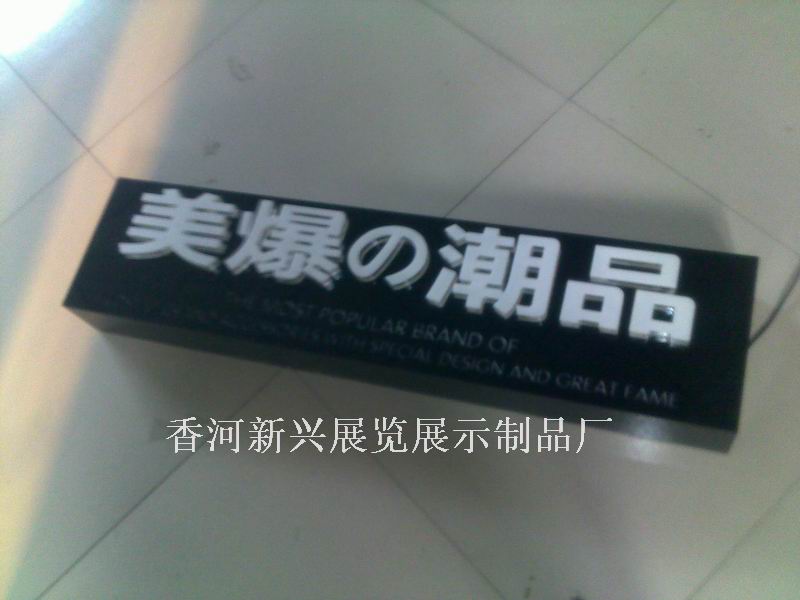 美爆の潮品
THE MOST POPULAR BRAND OF
WITH SPECIAL DESIGN AND GREAT FAME
香河新兴展览展示制品厂